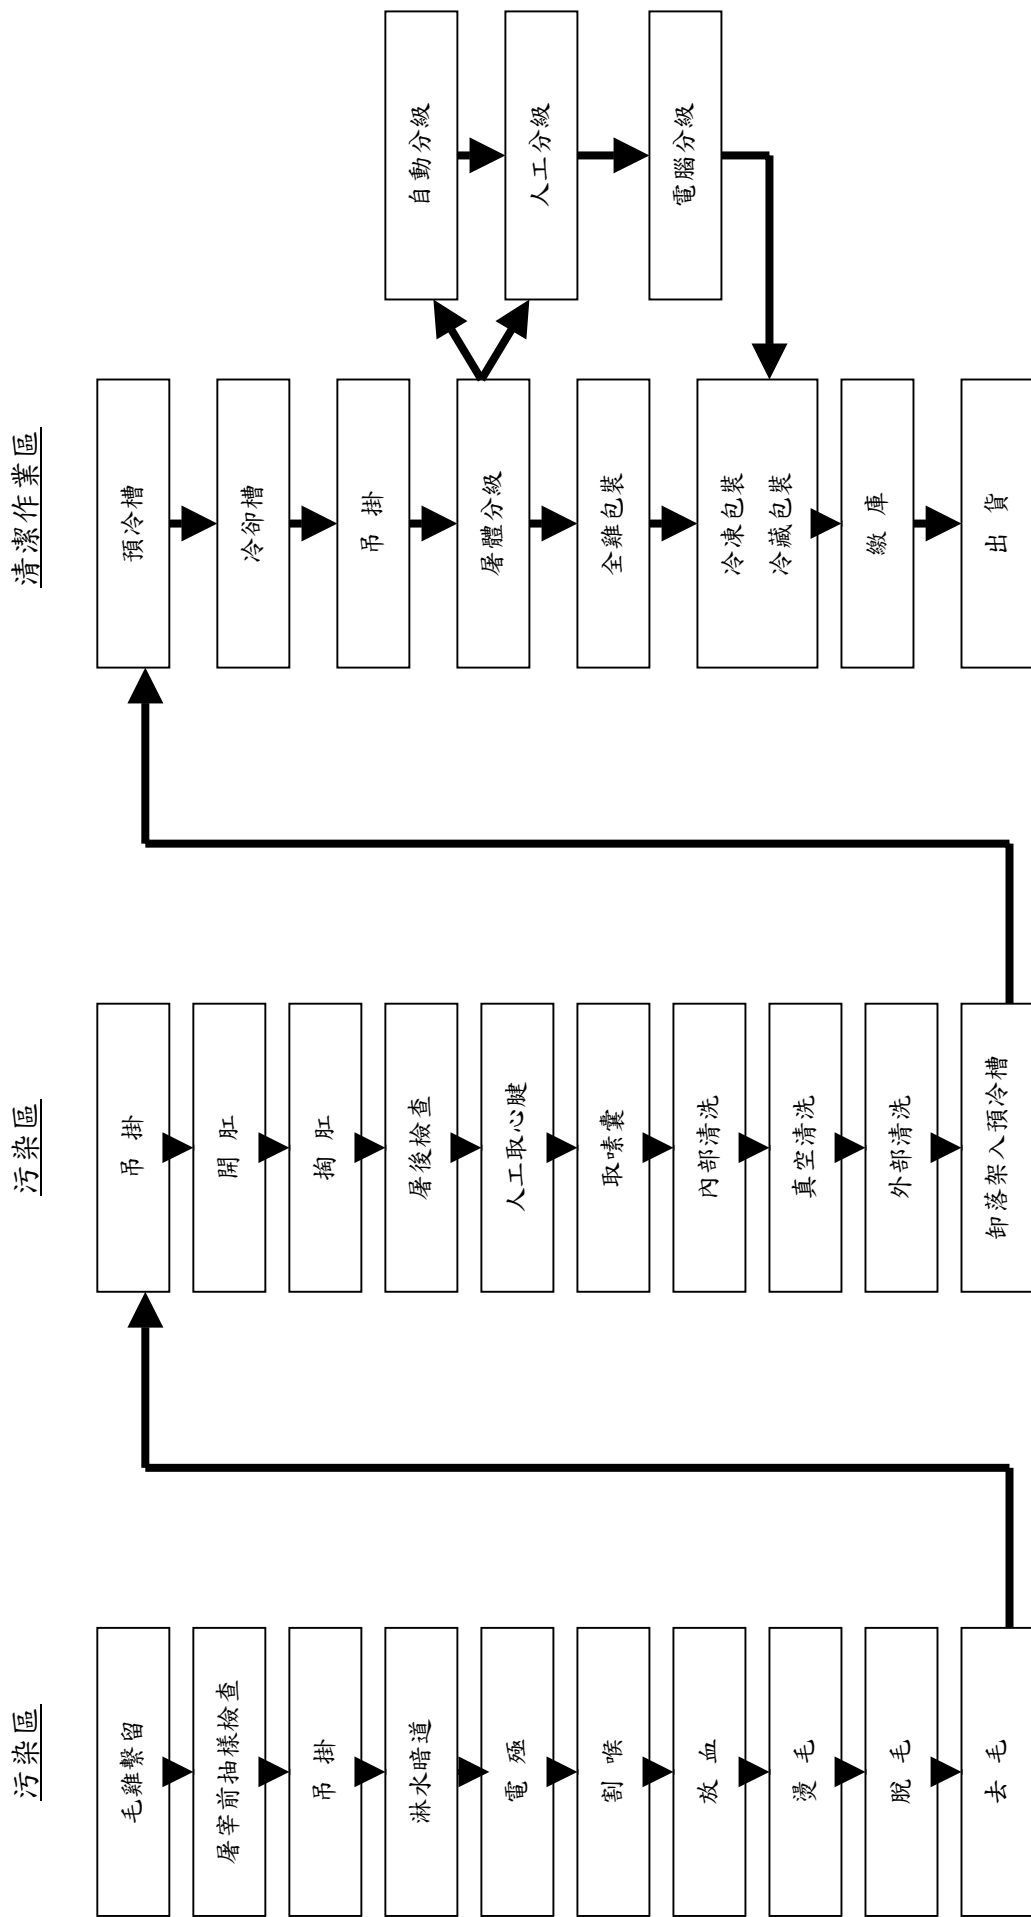 污染區
毛雞繫留
屠宰前抽樣檢查
吊 掛
淋水暗道
電 殛
割 喉
放 血
燙 毛
脫 毛
去 毛
污染區
吊 掛
開 肛
掏 肛
屠後檢查
人工取心腱
取嗉囊
內部清洗
真空清洗
外部清洗
卸落架入預冷槽
清潔作業區
預冷槽
冷卻槽
吊 掛
屠體分級
全雞包裝
冷凍包裝
冷藏包裝
繳 庫
出 貨
自動分級
人工分級
電腦分級